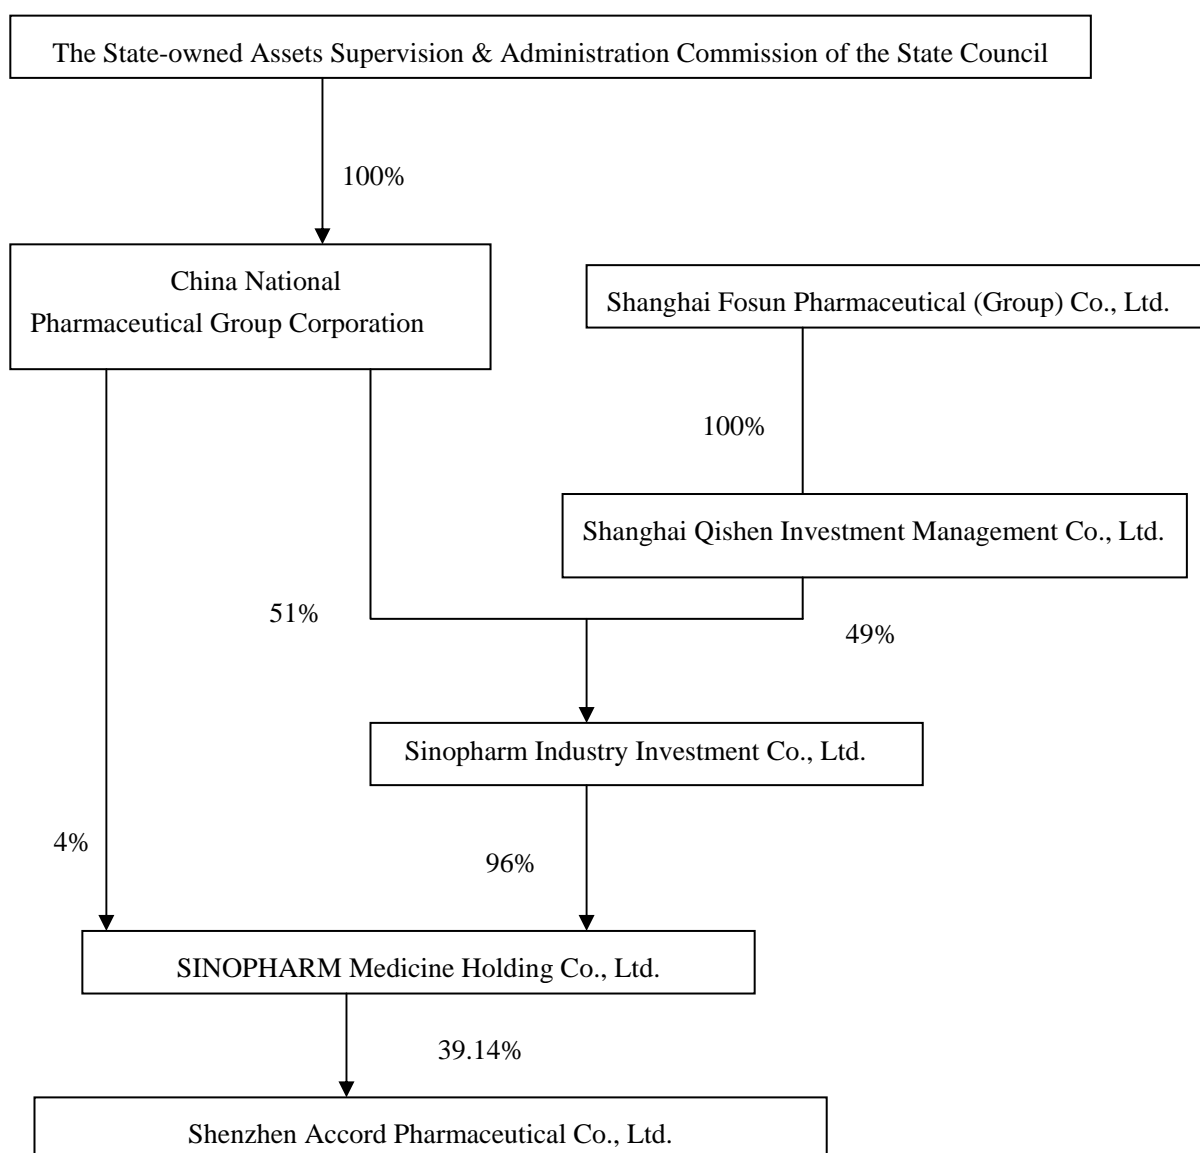 The State-owned Assets Supervision & Administration Commission of the State Council
100%
China National
Pharmaceutical Group Corporation
Shanghai Fosun Pharmaceutical (Group) Co., Ltd.
100%
Shanghai Qishen Investment Management Co., Ltd.
51%
49%
Sinopharm Industry Investment Co., Ltd.
4%
96%
SINOPHARM Medicine Holding Co., Ltd.
39.14%
Shenzhen Accord Pharmaceutical Co., Ltd.